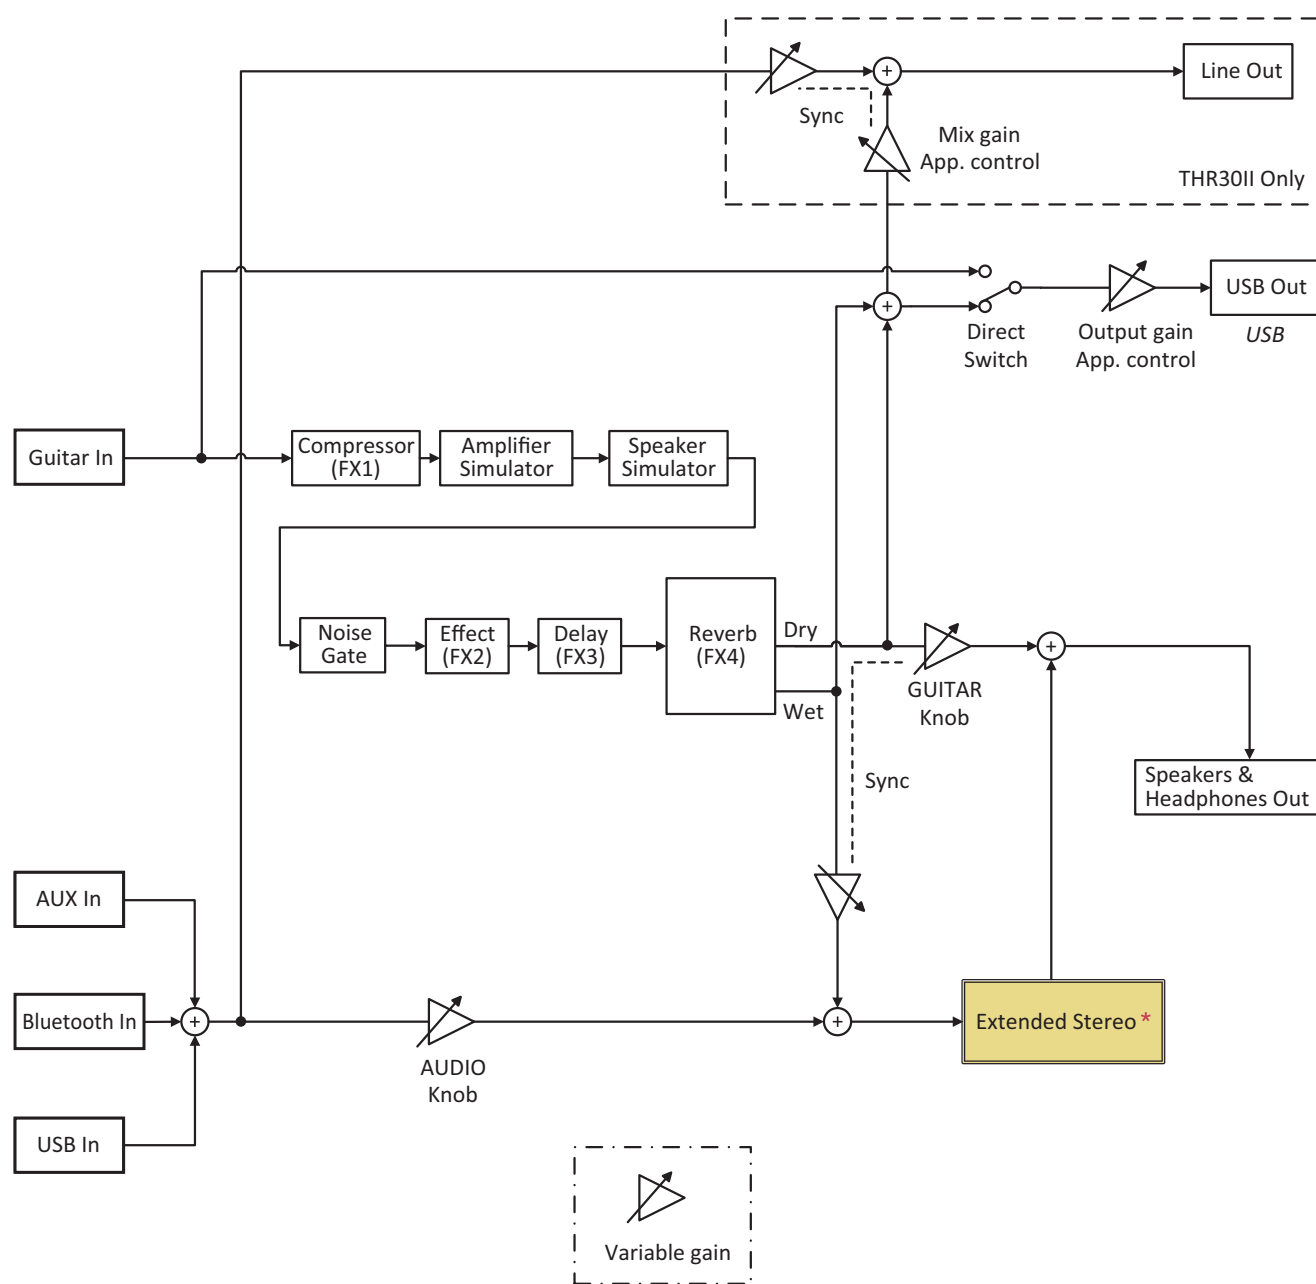 Line Out
Sync
Mix gain
App. control
THR30II Only
USB Out
USB
Direct
Switch
Output gain
App. control
Guitar In
Compressor
(FX1)
Amplifier
Simulator
Speaker
Simulator
Noise
Gate
Effect
(FX2)
Delay
(FX3)
Reverb
(FX4)
Dry
Wet
GUITAR
Knob
Sync
Speakers &
Headphones Out
AUX In
Bluetooth In
USB In
AUDIO
Knob
Extended Stereo *
Variable gain